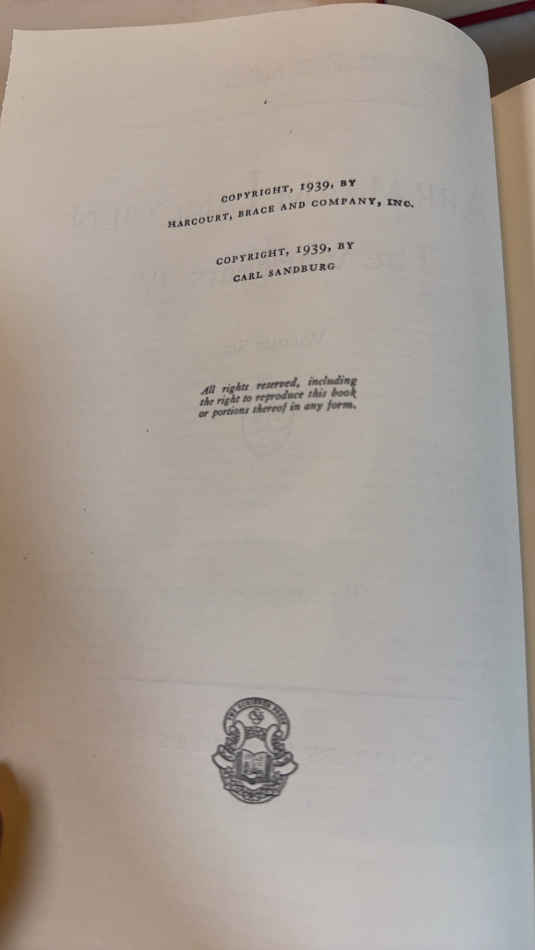 COPYRIGHT, 1939, BY
HARCOURT, BRACE AND COMPANY, INC.
COPYRIGHT, 1939, BY
CARL SANDBURG
All rights reserved, including
the right to reproduce this book
or portions thereof in any form.